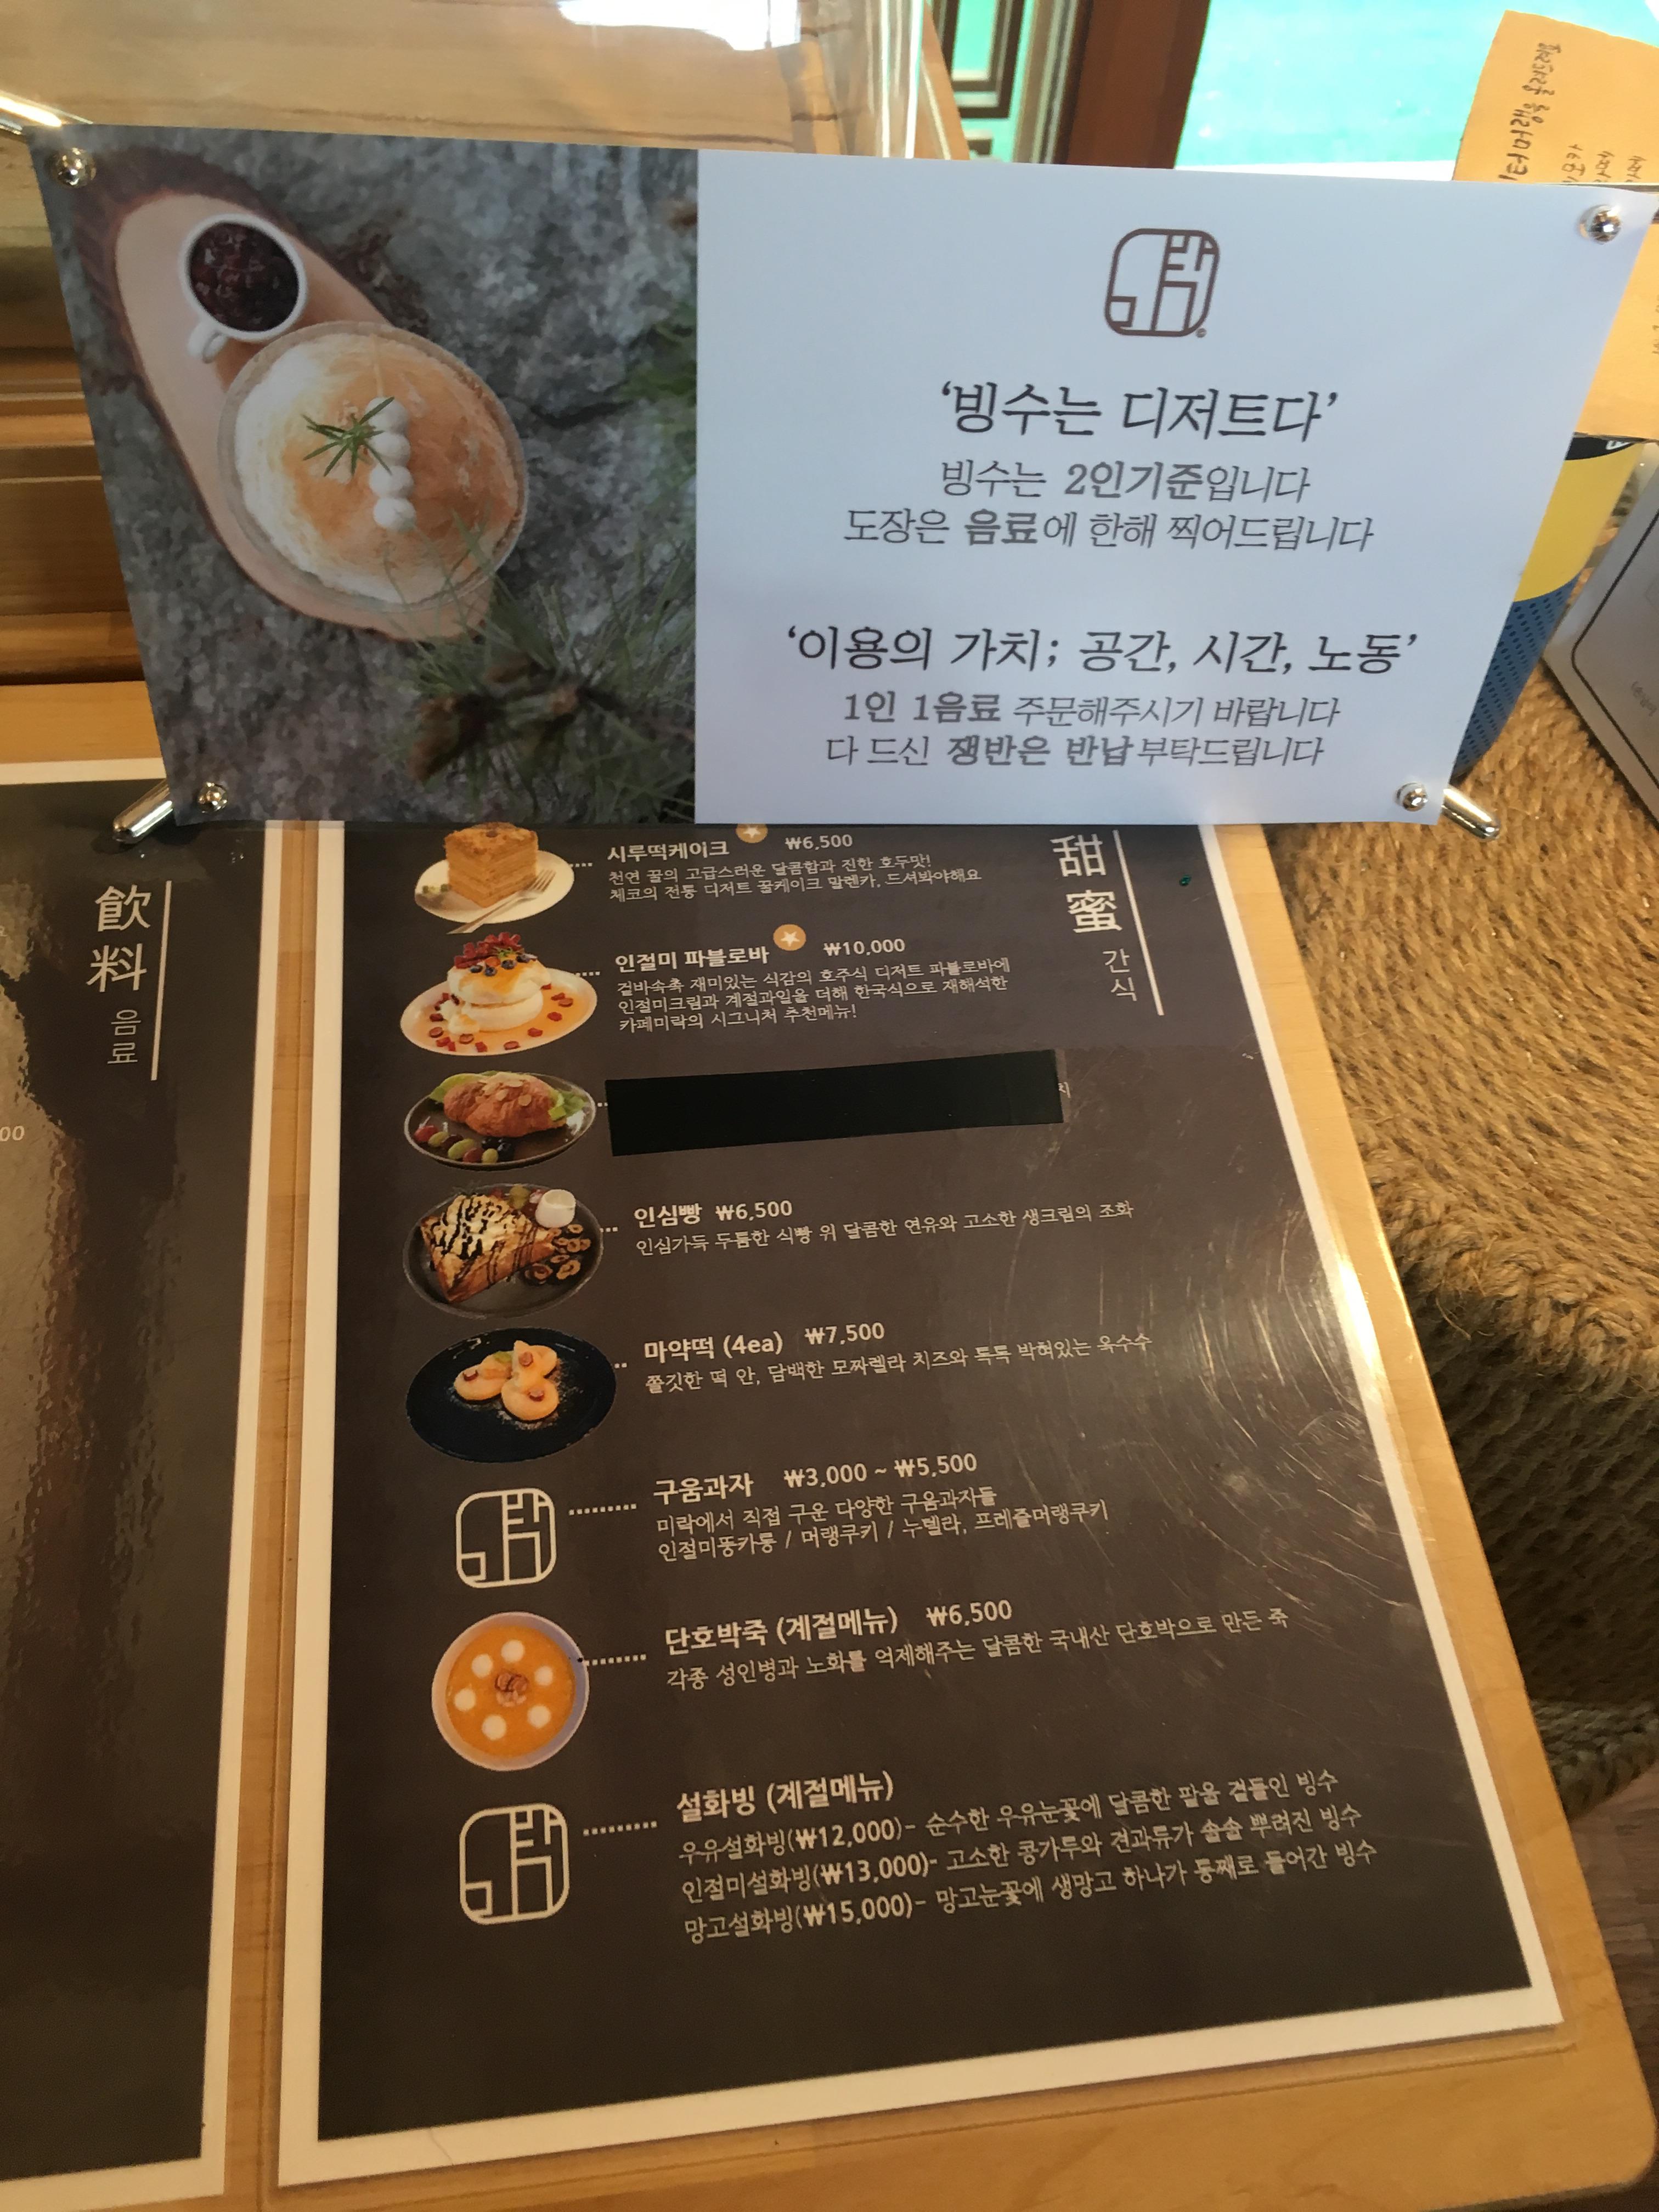 미락
'빙수는 디저트다'
빙수는 2인기준입니다
도장은 음료에 한해 찍어드립니다
'이용의 가치; 공간, 시간, 노동'
1인 1음료 주문해주시기 바랍니다
다 드신 쟁반은 반납부탁드립니다
飲料 음료
00
甜蜜 간식
시루떡케이크 ₩6,500
천연 꿀의 고급스러운 달콤함과 진한 호두맛!
체코의 전통 디저트 꿀케이크 말렌카, 드셔봐야해요
인절미 파블로바 ₩10,000
겉바속촉 재미있는 식감의 호주식 디저트 파블로바에
인절미크림과 계절과일을 더해 한국식으로 재해석한
카페미락의 시그니처 추천메뉴!
인심빵 ₩6,500
인심가득 두툼한 식빵 위 달콤한 연유와 고소한 생크림의 조화
마약떡 (4ea) ₩7,500
쫄깃한 떡 안, 담백한 모짜렐라 치즈와 톡톡 박혀있는 옥수수
미락
구움과자 ₩3,000 ~ ₩5,500
미락에서 직접 구운 다양한 구움과자들
인절미뚱카롱 / 머랭쿠키 / 누텔라, 프레즐머랭쿠키
단호박죽 (계절메뉴) ₩6,500
각종 성인병과 노화를 억제해주는 달콤한 국내산 단호박으로 만든 죽
미락
설화빙 (계절메뉴)
우유설화빙(₩12,000)- 순수한 우유눈꽃에 달콤한 팥을 곁들인 빙수
인절미설화빙(₩13,000)- 고소한 콩가루와 견과류가 솔솔 뿌려진 빙수
망고설화빙(₩15,000)- 망고눈꽃에 생망고 하나가 통째로 들어간 빙수